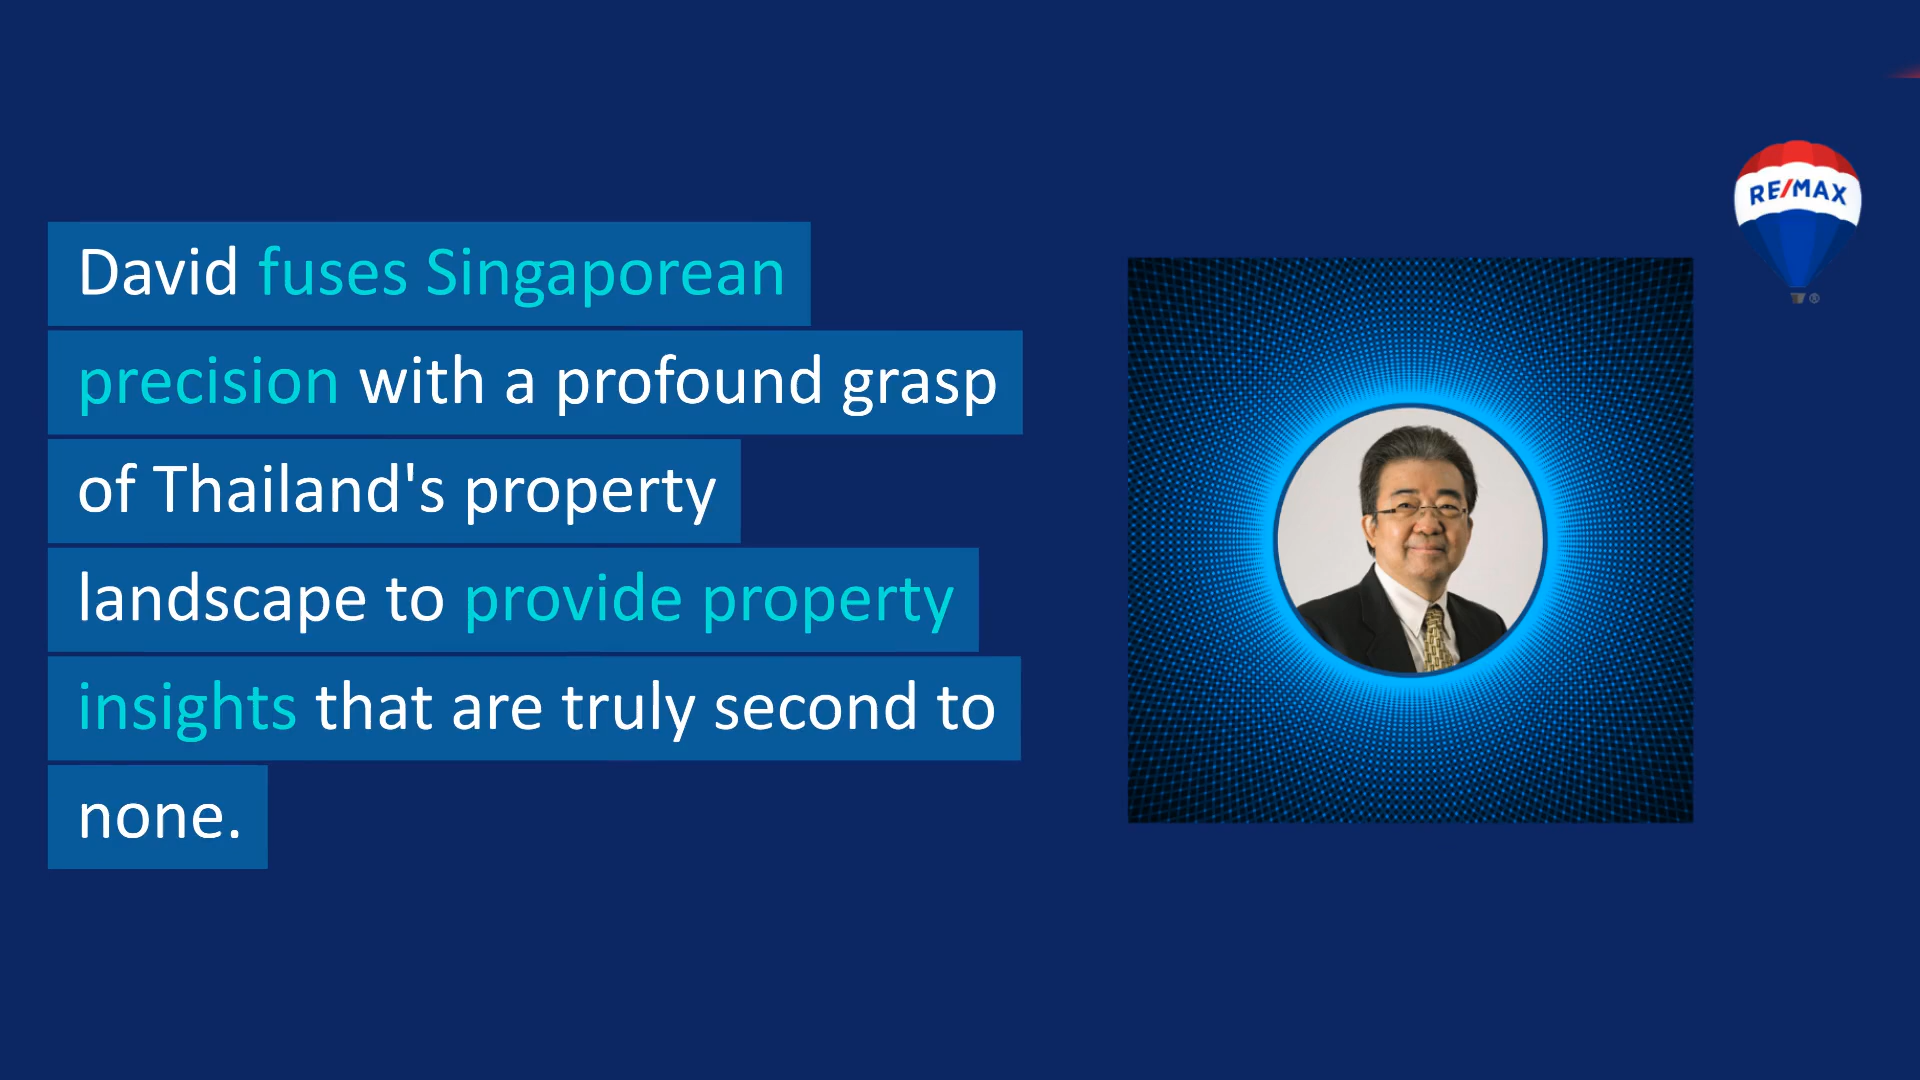 David fuses Singaporean
precision with a profound grasp
of Thailand's property
landscape to provide property
insights that are truly second to
none.
RE/MAX
®